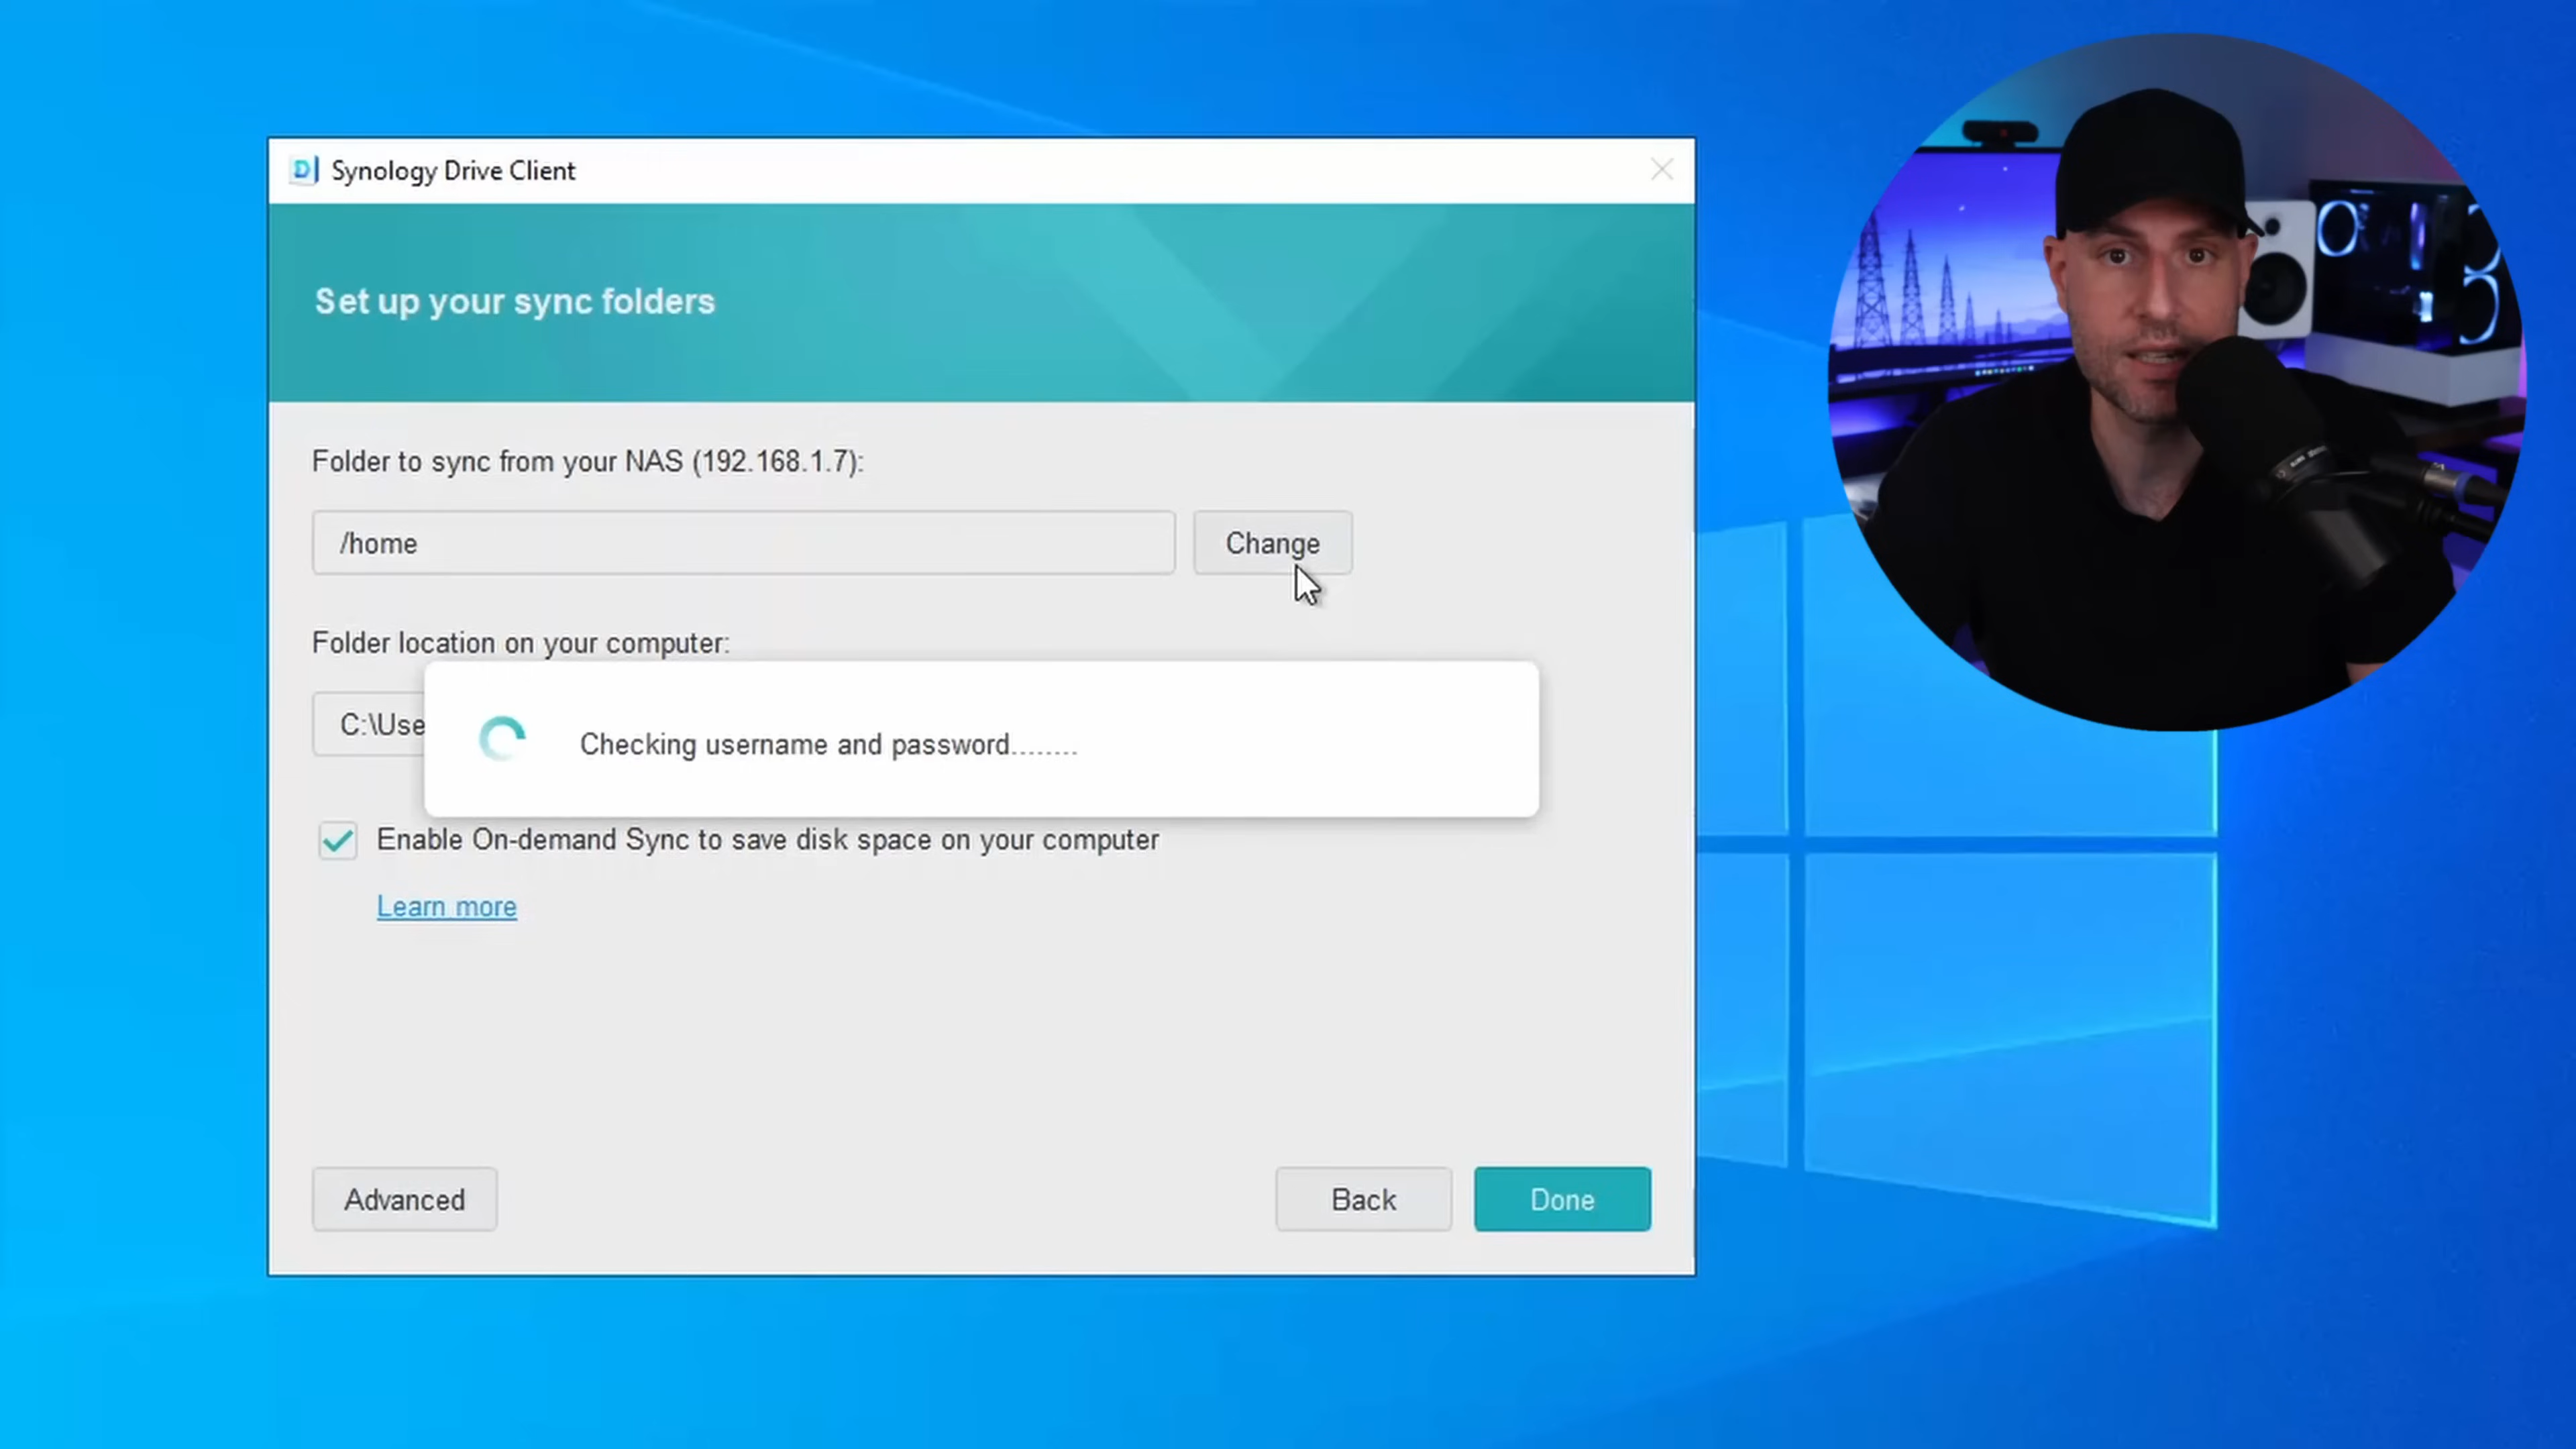 Synology Drive Client
Set up your sync folders
Folder to sync from your NAS (192.168.1.7):
/home
Change
Folder location on your computer:
C:\Use
Checking username and password........
Enable On-demand Sync to save disk space on your computer
Learn more
Advanced
Back
Done